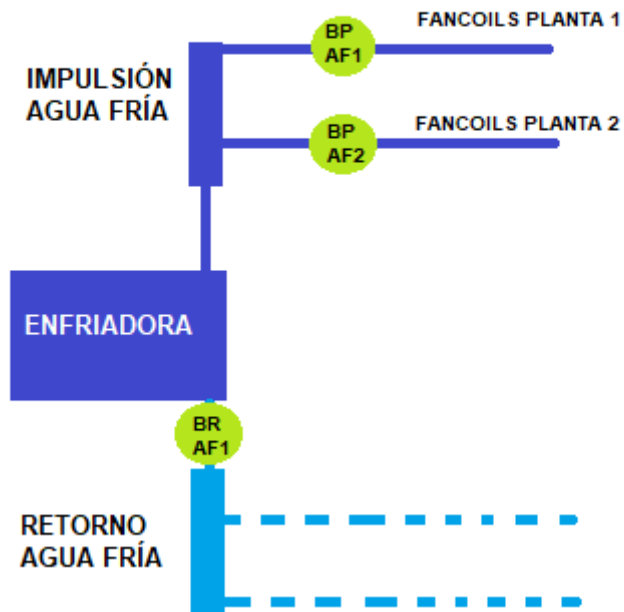 FANCOILS PLANTA 1
BP
AF1
IMPULSIÓN
AGUA FRÍA
FANCOILS PLANTA 2
BP
AF2
ENFRIADORA
BR
AF1
RETORNO
AGUA FRÍA